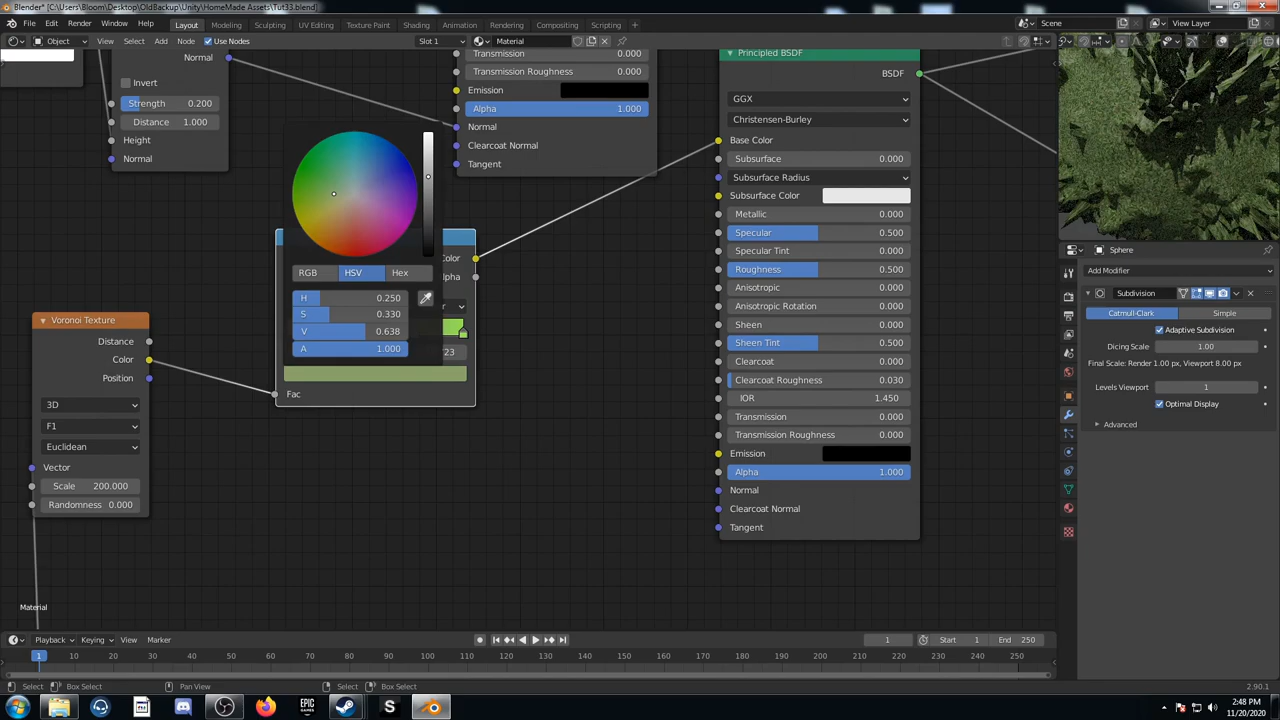 Blender* [C:\Users\Bloom\Desktop\OldBackup\Unity\HomeMade Assets\Tut33.blend]
File Edit Render Window Help Layout Modeling Sculpting UV Editing Texture Paint Shading Animation Rendering Compositing Scripting Scene View Layer
Object View Select Add Node Use Nodes Slot 1 Material
Normal
Invert
Strength 0.200
Distance 1.000
Height
Normal
Transmission 0.000
Transmission Roughness 0.000
Emission
Alpha 1.000
Normal
Clearcoat Normal
Tangent
RGB HSV Hex
H 0.250
S 0.330
V 0.638
A 1.000
Color
Alpha
23
Fac
Voronoi Texture
Distance
Color
Position
3D
F1
Euclidean
Vector
Scale 200.000
Randomness 0.000
Principled BSDF
BSDF
GGX
Christensen-Burley
Base Color
Subsurface 0.000
Subsurface Radius
Subsurface Color
Metallic 0.000
Specular 0.500
Specular Tint 0.000
Roughness 0.500
Anisotropic 0.000
Anisotropic Rotation 0.000
Sheen 0.000
Sheen Tint 0.500
Clearcoat 0.000
Clearcoat Roughness 0.030
IOR 1.450
Transmission 0.000
Transmission Roughness 0.000
Emission
Alpha 1.000
Normal
Clearcoat Normal
Tangent
Sphere
Add Modifier
Subdivision
Catmull-Clark Simple
Adaptive Subdivision
Dicing Scale 1.00
Final Scale: Render 1.00 px, Viewport 8.00 px
Levels Viewport 1
Optimal Display
Advanced
Material
Playback Keying View Marker 1 Start 1 End 250
1 10 20 30 40 50 60 70 80 90 100 110 120 130 140 150 160 170 180 190 200 210 220 230 240 250
Select Box Select Pan View Select Box Select 2.90.1
EPIC GAMES
S
2:48 PM
11/20/2020